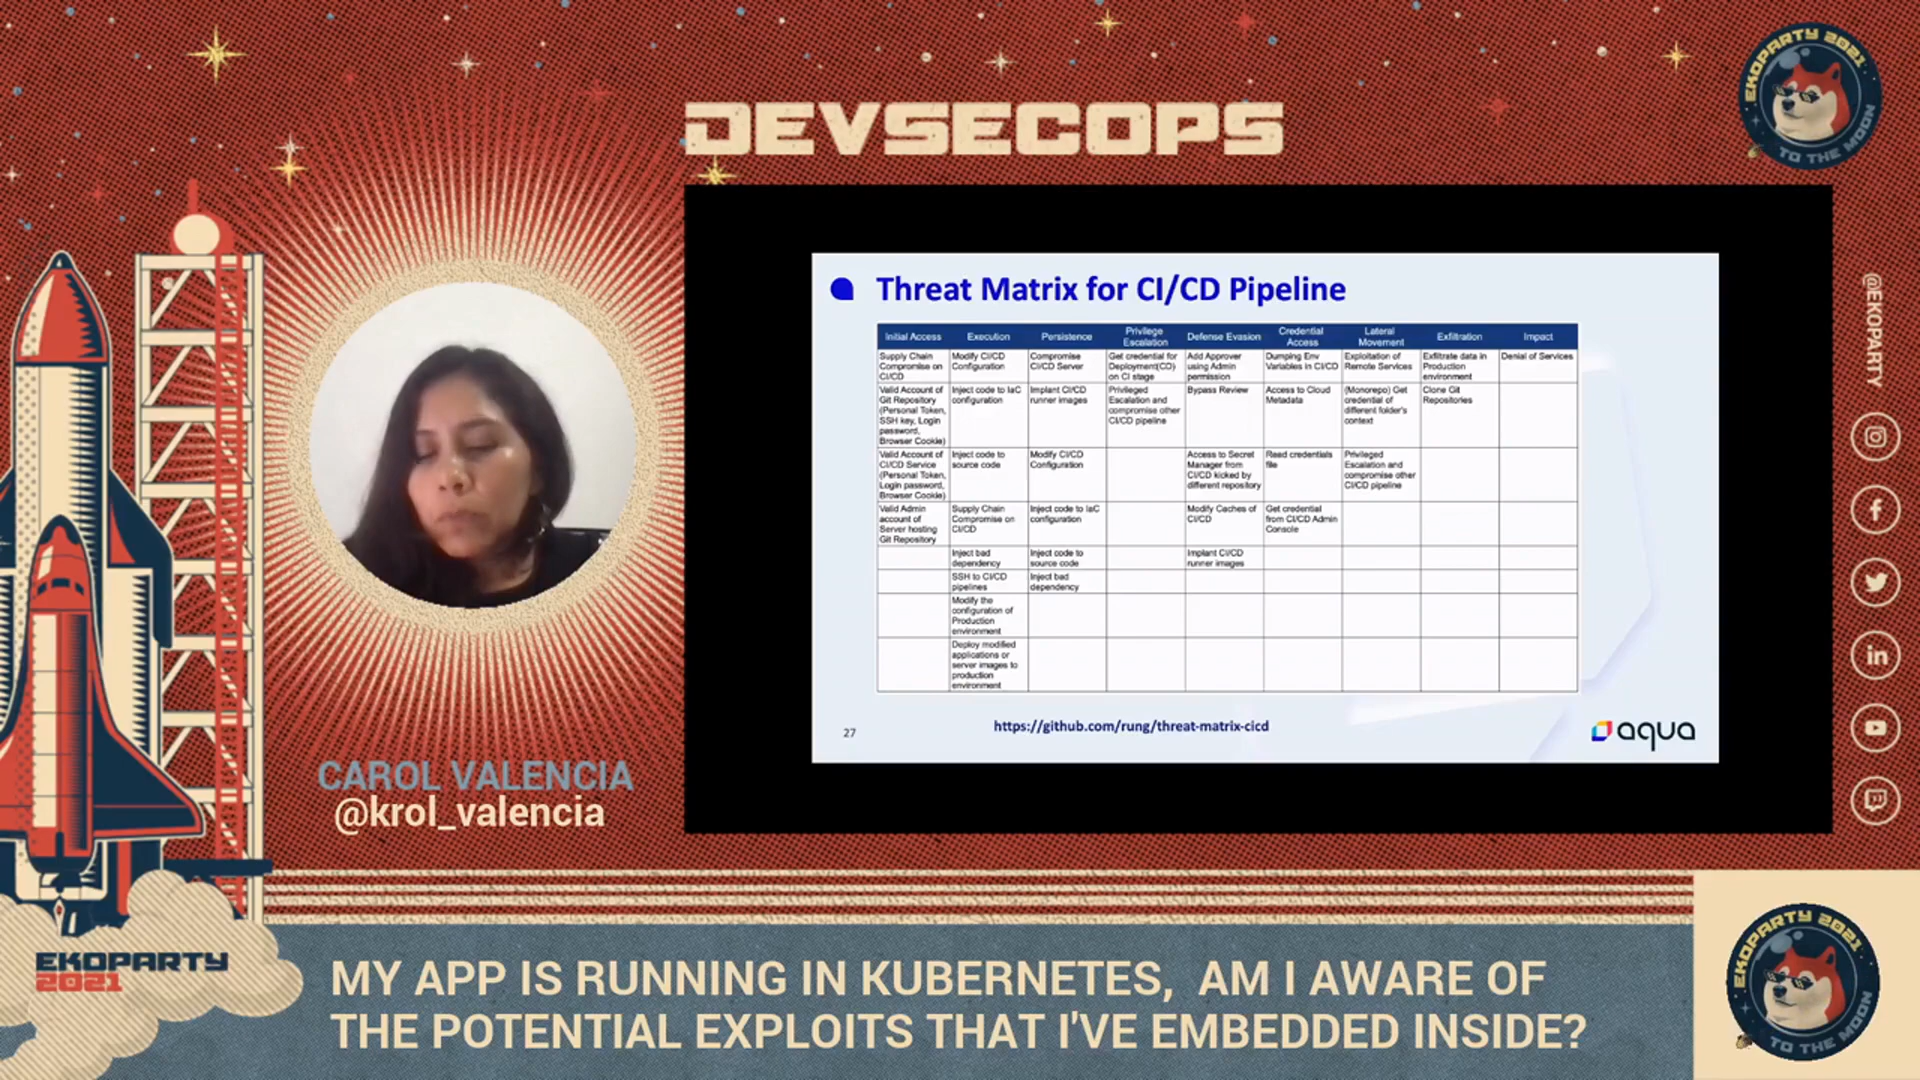 DEVSECOPS
EKOPARTY 2021
TO THE MOON
@EKOPARTY
Threat Matrix for CI/CD Pipeline
Initial Access
Execution
Persistence
Privilege
Escalation
Defense Evasion
Credential
Access
Lateral
Movement
Exfiltration
Impact
Supply Chain
Compromise on
CI/CD
Modify CI/CD
Configuration
Compromise
CI/CD Server
Get credential for
Deployment(CD)
on CI stage
Add Approver
using Admin
permission
Dumping Env
Variables in CI/CD
Exploitation of
Remote Services
Exfiltrate data in
Production
environment
Denial of Services
Valid Account of
Git Repository
(Personal Token,
SSH key, Login
password,
Browser Cookie)
Inject code to IaC
configuration
Implant CI/CD
runner images
Privileged
Escalation and
compromise other
CI/CD pipeline
Bypass Review
Access to Cloud
Metadata
(Monorepo) Get
credential of
different folder's
context
Clone Git
Repositories
Valid Account of
CI/CD Service
(Personal Token,
Login password,
Browser Cookie)
Inject code to
source code
Modify CI/CD
Configuration
Access to Secret
Manager from
CI/CD kicked by
different repository
Read credentials
file
Privileged
Escalation and
compromise other
CI/CD pipeline
Valid Admin
account of
Server hosting
Git Repository
Supply Chain
Compromise on
CI/CD
Inject code to IaC
configuration
Modify Caches of
CI/CD
Get credential
from CI/CD Admin
Console
Inject bad
dependency
Inject code to
source code
Implant CI/CD
runner images
SSH to CI/CD
pipelines
Inject bad
dependency
Modify the
configuration of
Production
environment
Deploy modified
applications or
server images to
production
environment
27
https://github.com/rung/threat-matrix-cicd
aqua
CAROL VALENCIA
@krol_valencia
EKOPARTY
2021
MY APP IS RUNNING IN KUBERNETES, AM I AWARE OF
THE POTENTIAL EXPLOITS THAT I'VE EMBEDDED INSIDE?
EKOPARTY 2021
TO THE MOON